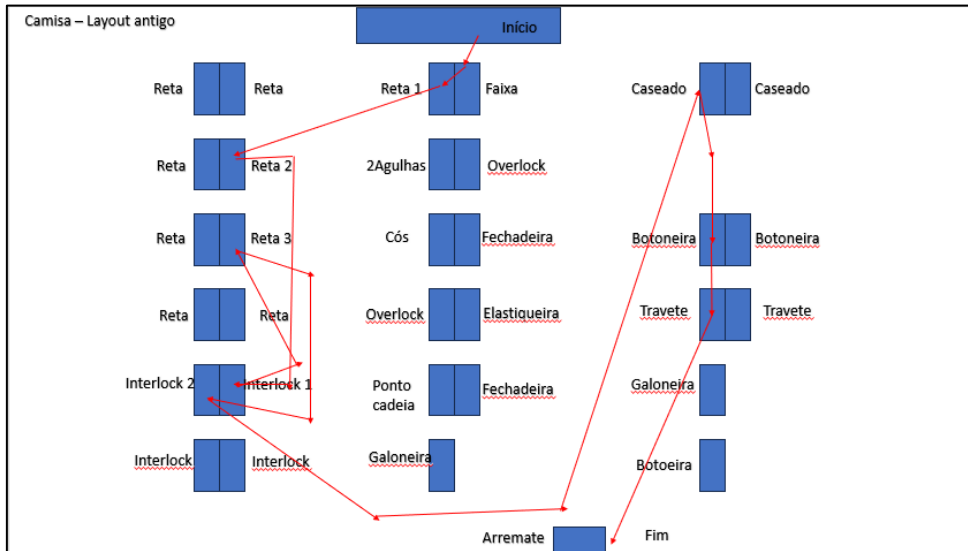 Camisa – Layout antigo
Início
Reta Reta Reta 1 Faixa Caseado Caseado
Reta Reta 2 2Agulhas Overlock
Reta Reta 3 Cós Fechadeira Botoneira Botoneira
Reta Reta Overlock Elastiqueira Travete Travete
Interlock 2 Interlock 1 Ponto Fechadeira Galoneira
cadeia
Interlock Interlock Galoneira Botoeira
Arremate Fim